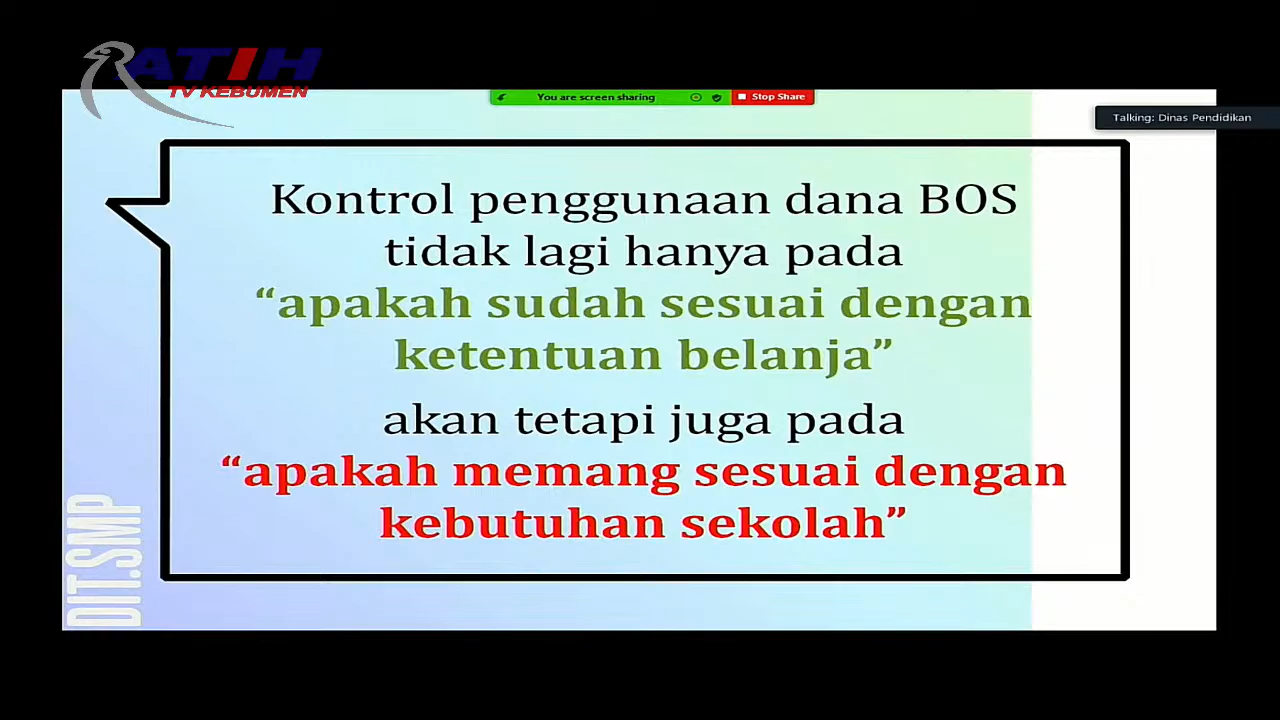 RATIH
TV KEBUMEN
You are screen sharing
Stop Share
Talking: Dinas Pendidikan
Kontrol penggunaan dana BOS
tidak lagi hanya pada
“apakah sudah sesuai dengan
ketentuan belanja”
akan tetapi juga pada
“apakah memang sesuai dengan
kebutuhan sekolah”
DIT.SMP